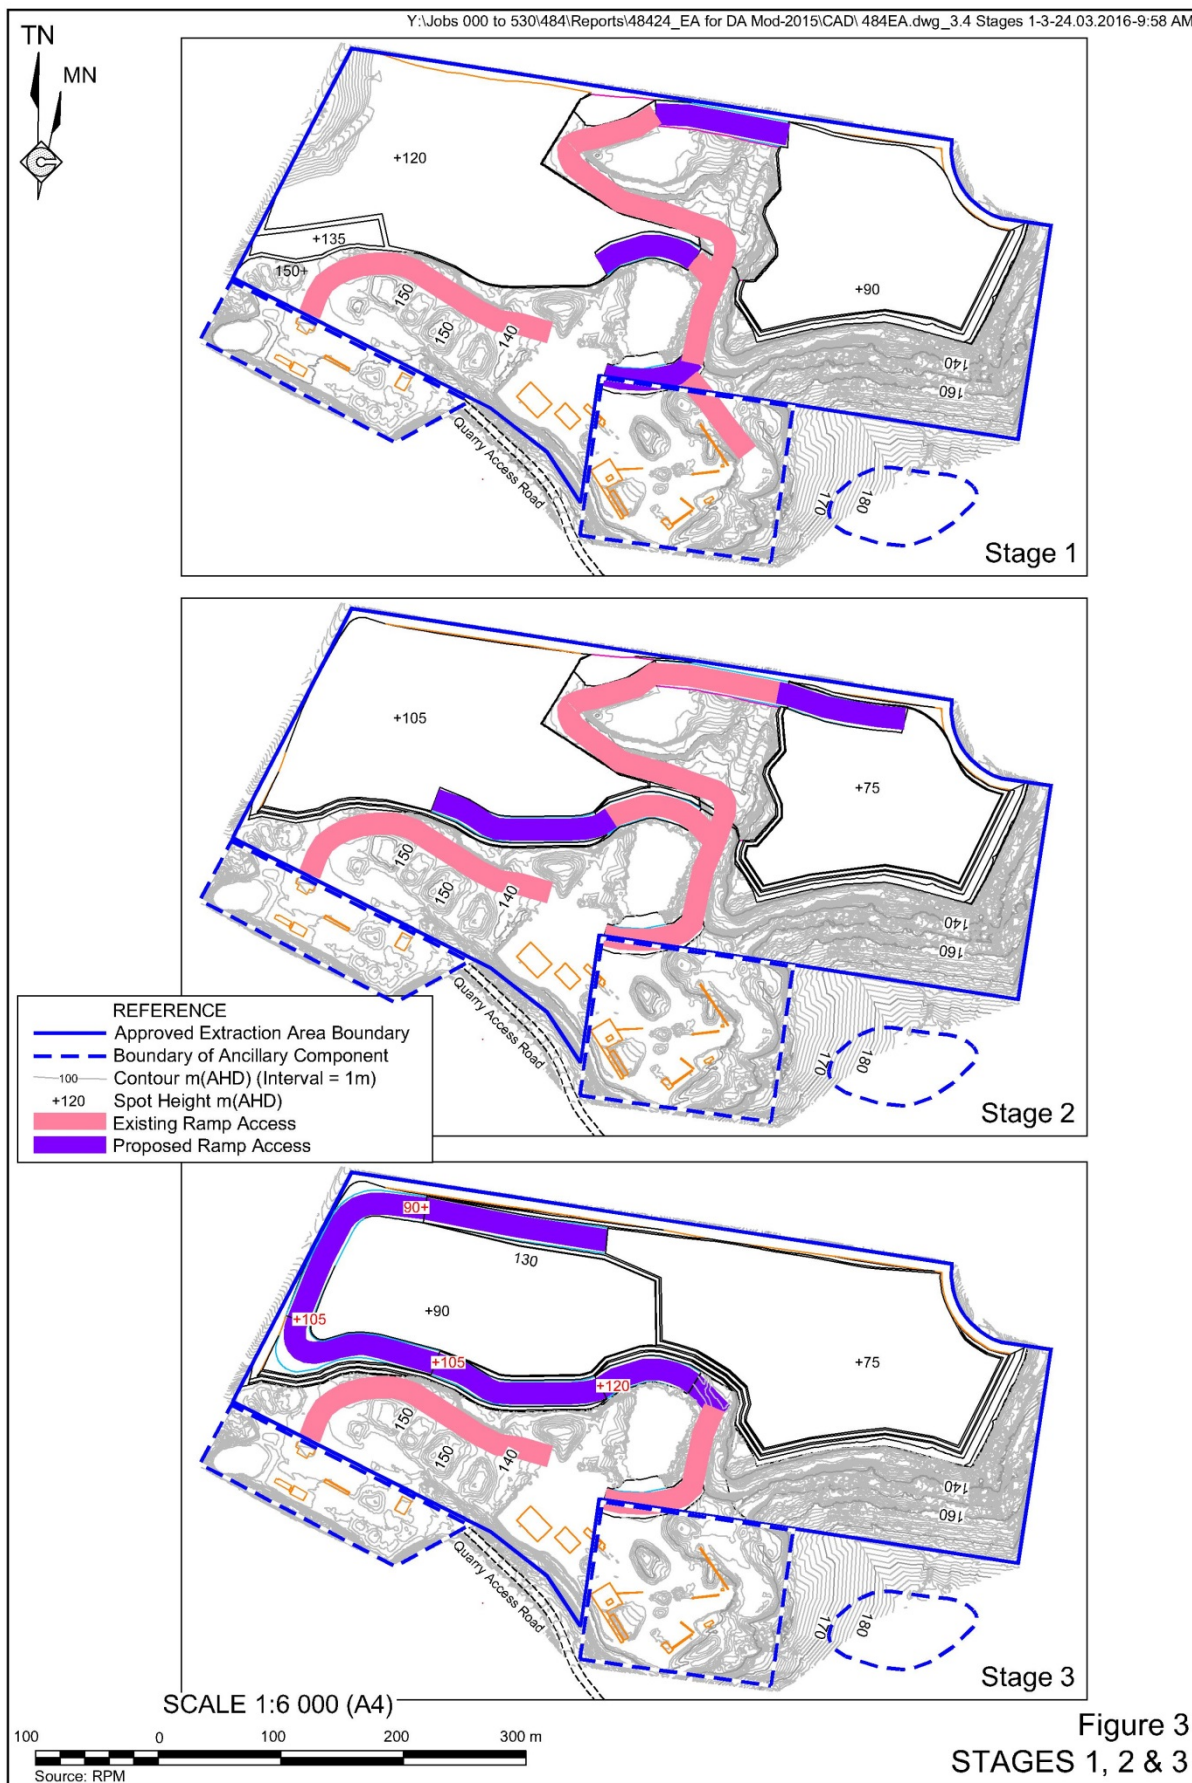 Y:\Jobs 000 to 530\484\Reports\48424_EA for DA Mod-2015\CAD\ 484EA.dwg_3.4 Stages 1-3-24.03.2016-9:58 AM
TN
MN
+120
+135
150+
150
150
140
+90
140
160
170
180
Quarry Access Road
Stage 1
+105
+75
150
150
140
140
160
170
180
Quarry Access Road
Stage 2
REFERENCE
Approved Extraction Area Boundary
Boundary of Ancillary Component
100 Contour m(AHD) (Interval = 1m)
+120 Spot Height m(AHD)
Existing Ramp Access
Proposed Ramp Access
90+
130
+105
+90
+105
+120
+75
150
150
140
140
160
170
180
Quarry Access Road
Stage 3
SCALE 1:6 000 (A4)
100 0 100 200 300 m
Source: RPM
Figure 3
STAGES 1, 2 & 3